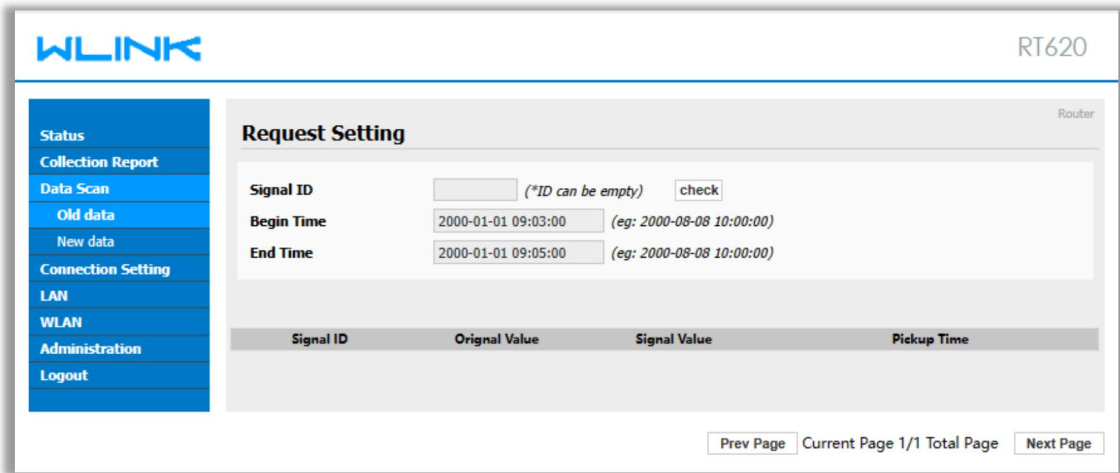 WLINK
RT620
Status
Collection Report
Data Scan
Old data
New data
Connection Setting
LAN
WLAN
Administration
Logout
Router
Request Setting
Signal ID (*ID can be empty) check
Begin Time 2000-01-01 09:03:00 (eg: 2000-08-08 10:00:00)
End Time 2000-01-01 09:05:00 (eg: 2000-08-08 10:00:00)
Signal ID Orignal Value Signal Value Pickup Time
Prev Page Current Page 1/1 Total Page Next Page